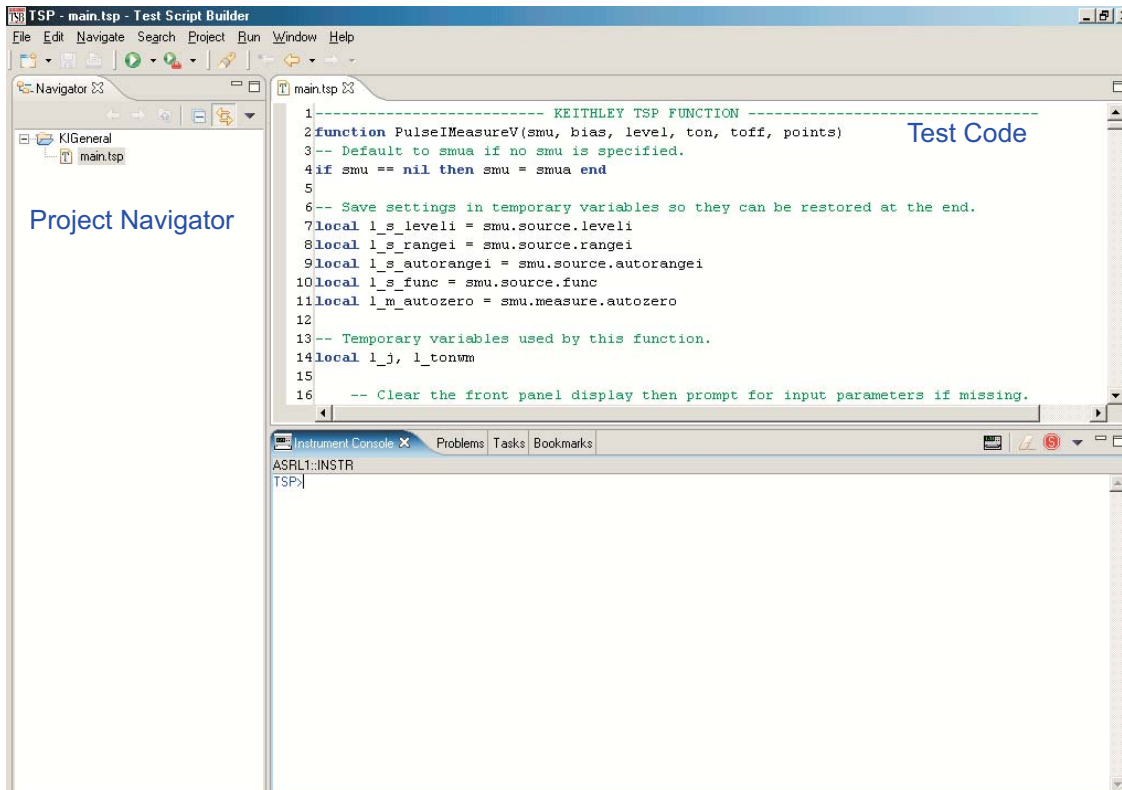 TSP - main.tsp - Test Script Builder
File Edit Navigate Search Project Run Window Help
Navigator
KIGeneral
main.tsp
Project Navigator
main.tsp
Test Code
1-------------------------- KEITHLEY TSP FUNCTION ---------------------------------
2function PulseIMeasureV(smu, bias, level, ton, toff, points)
3-- Default to smua if no smu is specified.
4if smu == nil then smu = smua end
5
6-- Save settings in temporary variables so they can be restored at the end.
7local l_s_leveli = smu.source.leveli
8local l_s_rangei = smu.source.rangei
9local l_s_autorangei = smu.source.autorangei
10local l_s_func = smu.source.func
11local l_m_autozero = smu.measure.autozero
12
13-- Temporary variables used by this function.
14local l_j, l_tonwm
15
16    -- Clear the front panel display then prompt for input parameters if missing.
Instrument Console Problems Tasks Bookmarks
ASRL1::INSTR
TSP>